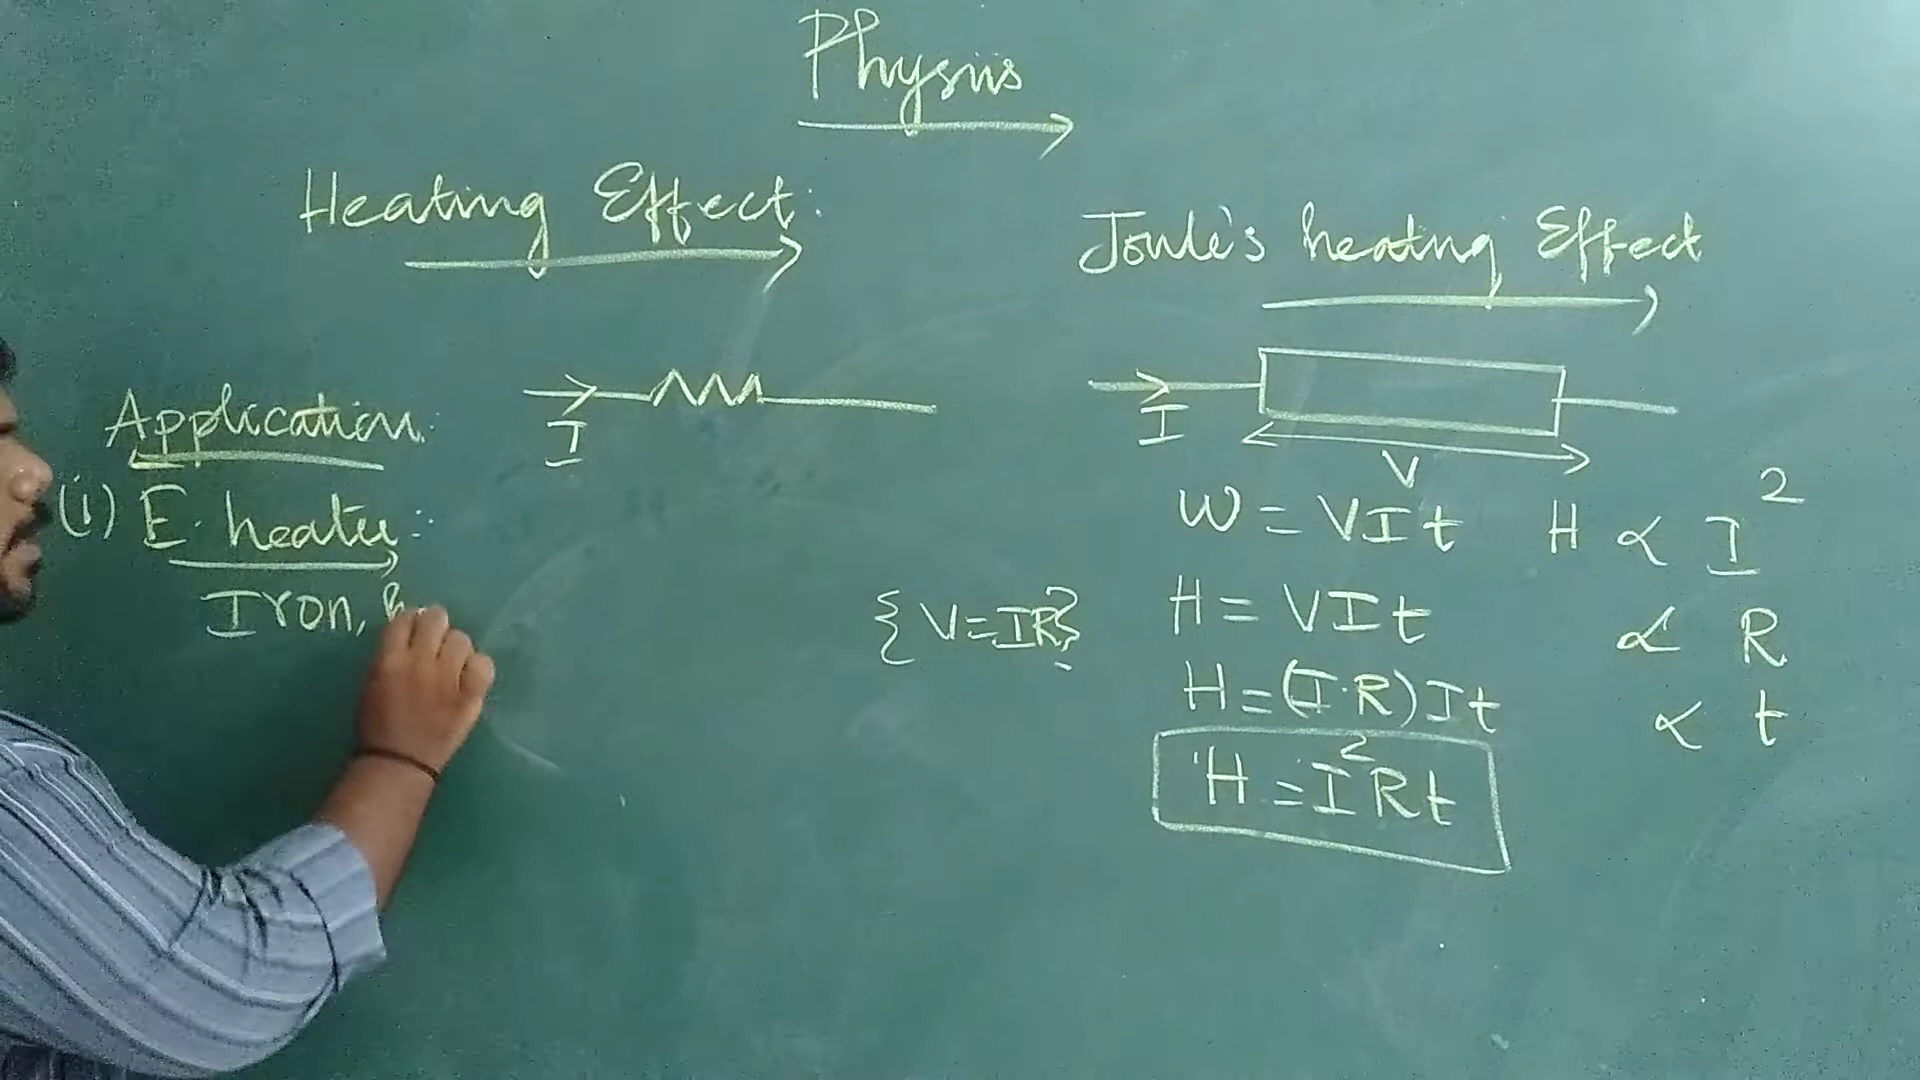 Physics
Heating Effect:
Joule's heating Effect
Application:
I
I
V
(i) E. heater:
Iron,
W = VIt
H ∝ I²
{V=IR}
H = VIt
∝ R
H = (I·R)It
∝ t
H = I²Rt